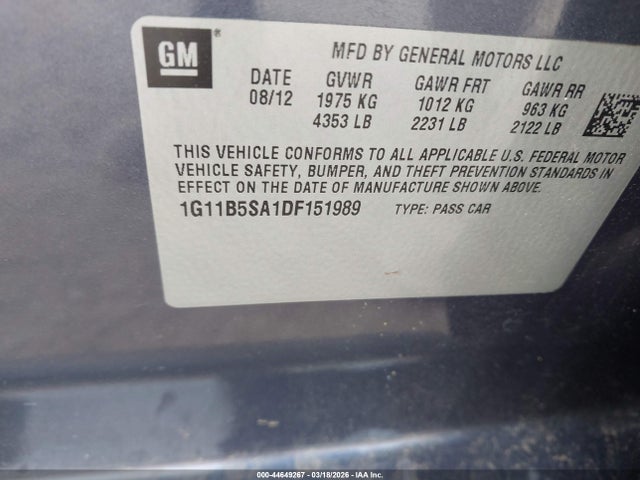 GM
MFD BY GENERAL MOTORS LLC
DATE GVWR GAWR FRT GAWR RR
08/12 1975 KG 1012 KG 963 KG
4353 LB 2231 LB 2122 LB
THIS VEHICLE CONFORMS TO ALL APPLICABLE U.S. FEDERAL MOTOR
VEHICLE SAFETY, BUMPER, AND THEFT PREVENTION STANDARDS
IN EFFECT ON THE DATE OF MANUFACTURE SHOWN ABOVE.
1G11B5SA1DF151989 TYPE: PASS CAR
000-44649267 - 03/18/2026 - IAA Inc.